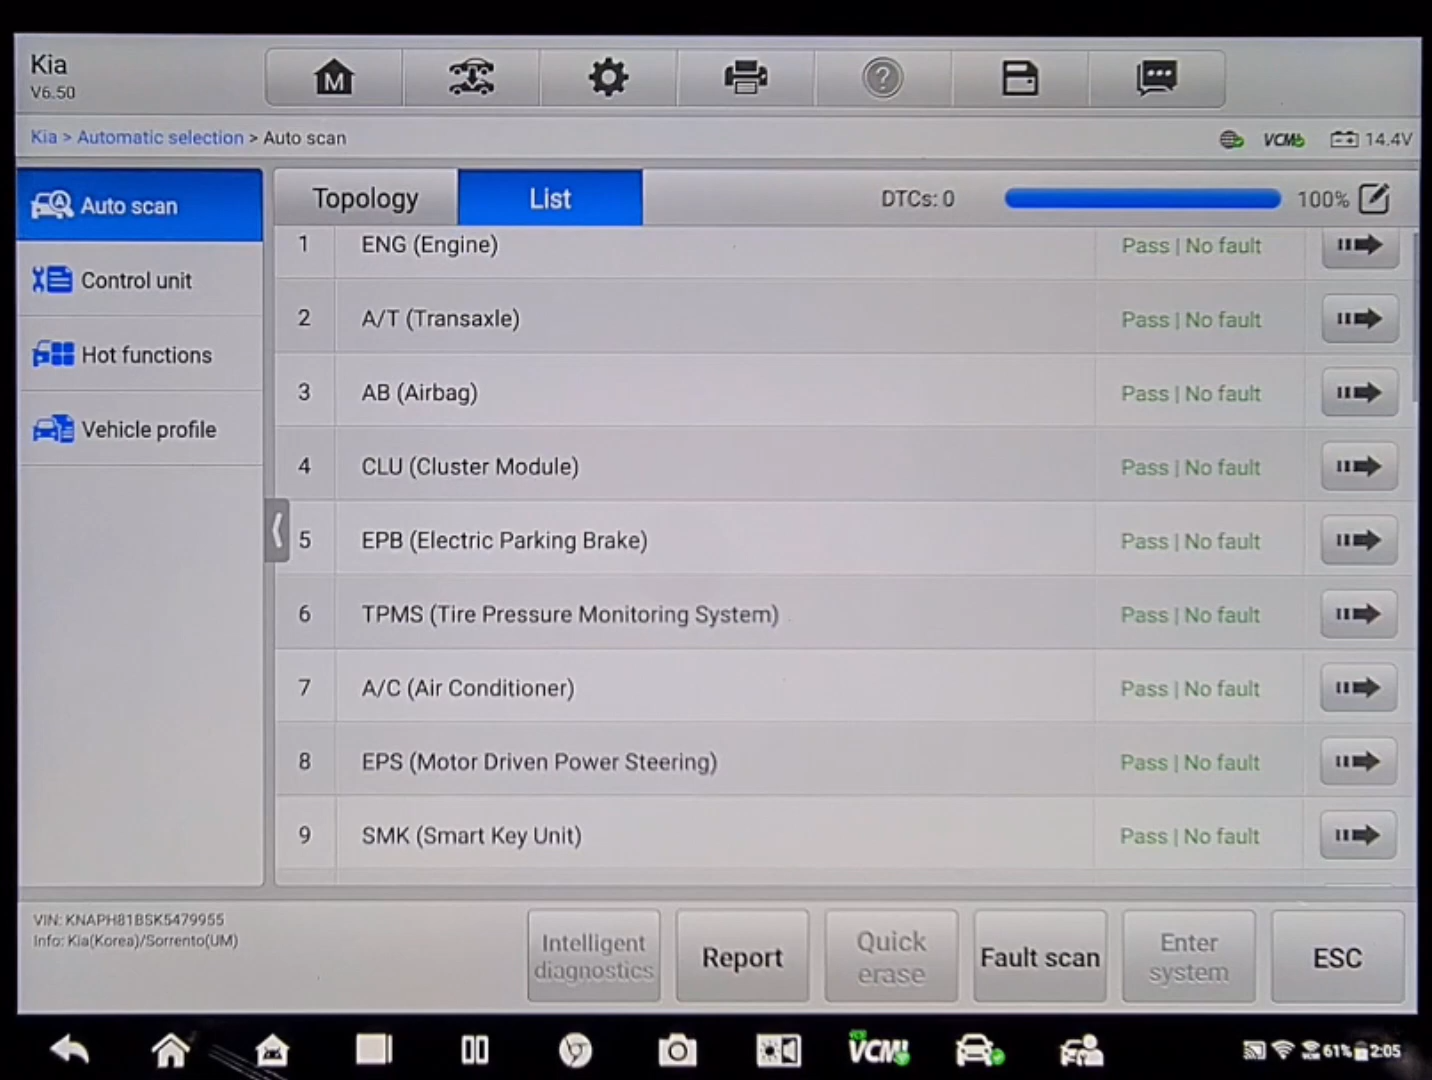 Kia
V6.50
M
?
Kia > Automatic selection > Auto scan
VCMI
14.4V
Auto scan
Control unit
Hot functions
Vehicle profile
Topology
List
DTCs: 0
100%
1 ENG (Engine) Pass | No fault
2 A/T (Transaxle) Pass | No fault
3 AB (Airbag) Pass | No fault
4 CLU (Cluster Module) Pass | No fault
5 EPB (Electric Parking Brake) Pass | No fault
6 TPMS (Tire Pressure Monitoring System) Pass | No fault
7 A/C (Air Conditioner) Pass | No fault
8 EPS (Motor Driven Power Steering) Pass | No fault
9 SMK (Smart Key Unit) Pass | No fault
VIN: KNAPH81BSK5479955
Info: Kia(Korea)/Sorrento(UM)
Intelligent
diagnostics
Report
Quick
erase
Fault scan
Enter
system
ESC
VCMI
61%
2:05